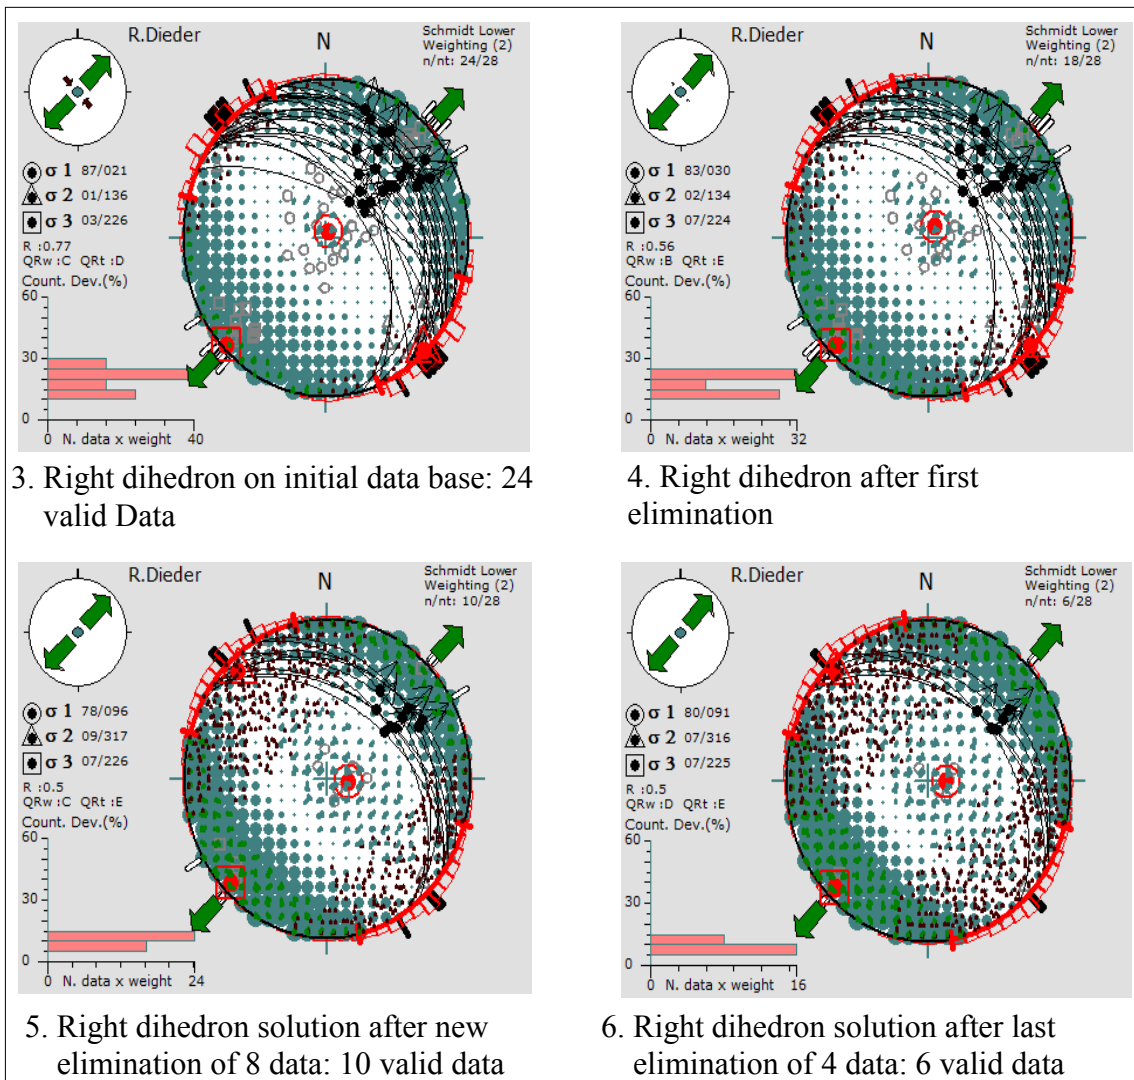 R.Dieder
N
Schmidt Lower
Weighting (2)
n/nt: 24/28
σ 1 87/021
σ 2 01/136
σ 3 03/226
R :0.77
QRw :C QRt :D
Count. Dev.(%)
60
30
0
0 N. data x weight 40
3. Right dihedron on initial data base: 24
valid Data
R.Dieder
N
Schmidt Lower
Weighting (2)
n/nt: 18/28
σ 1 83/030
σ 2 02/134
σ 3 07/224
R :0.56
QRw :B QRt :E
Count. Dev.(%)
60
30
0
0 N. data x weight 32
4. Right dihedron after first
elimination
R.Dieder
N
Schmidt Lower
Weighting (2)
n/nt: 10/28
σ 1 78/096
σ 2 09/317
σ 3 07/226
R :0.5
QRw :C QRt :E
Count. Dev.(%)
60
30
0
0 N. data x weight 24
5. Right dihedron solution after new
elimination of 8 data: 10 valid data
R.Dieder
N
Schmidt Lower
Weighting (2)
n/nt: 6/28
σ 1 80/091
σ 2 07/316
σ 3 07/225
R :0.5
QRw :D QRt :E
Count. Dev.(%)
60
30
0
0 N. data x weight 16
6. Right dihedron solution after last
elimination of 4 data: 6 valid data